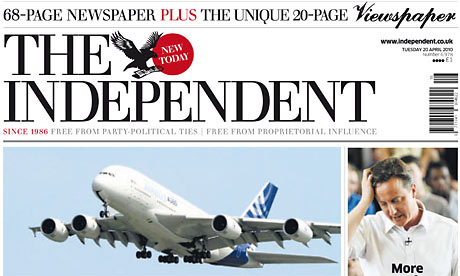 68-PAGE NEWSPAPER PLUS THE UNIQUE 20-PAGE Viewspaper
www.independent.co.uk
TUESDAY 20 APRIL 2010
£1
THE
NEW
TODAY
INDEPENDENT
SINCE 1986 FREE FROM PARTY-POLITICAL TIES | FREE FROM PROPRIETORIAL INFLUENCE
More